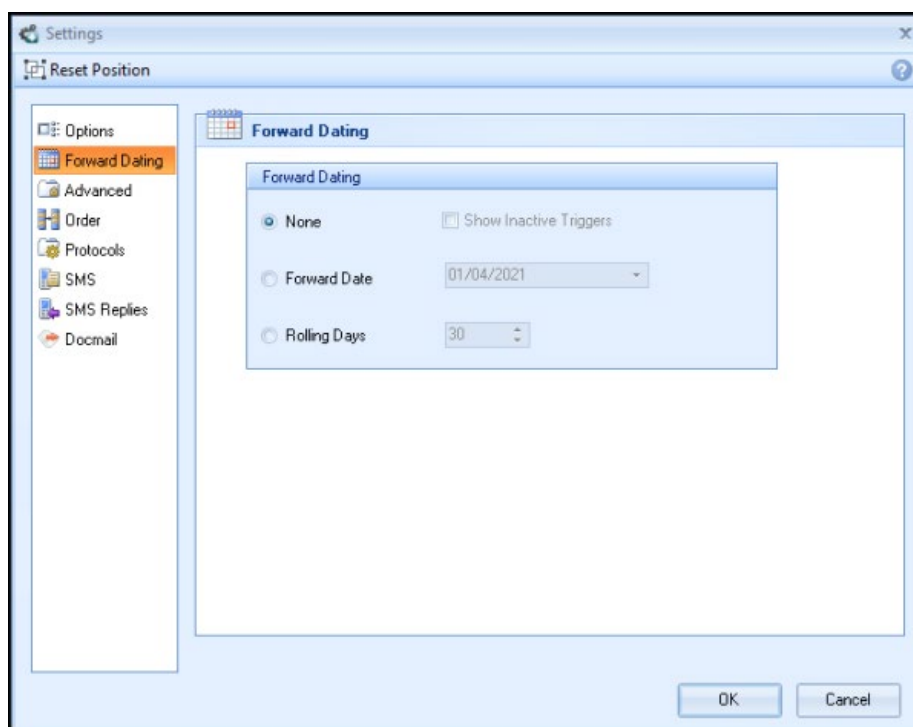 Settings
Reset Position
Options
Forward Dating
Advanced
Order
Protocols
SMS
SMS Replies
Docmail
Forward Dating
Forward Dating
None
Show Inactive Triggers
Forward Date
01/04/2021
Rolling Days
30
OK
Cancel